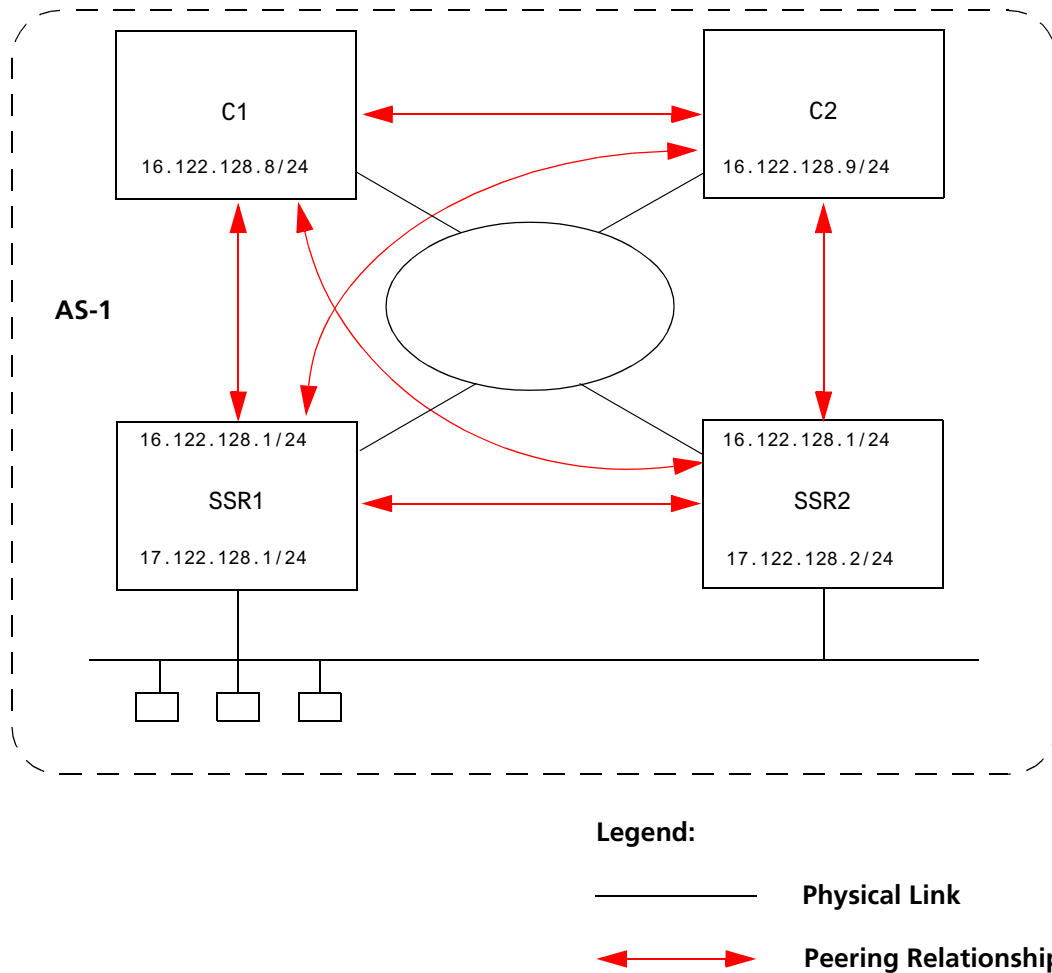 C1
16.122.128.8/24
C2
16.122.128.9/24
AS-1
16.122.128.1/24
SSR1
17.122.128.1/24
16.122.128.1/24
SSR2
17.122.128.2/24
Legend:
Physical Link
Peering Relationship